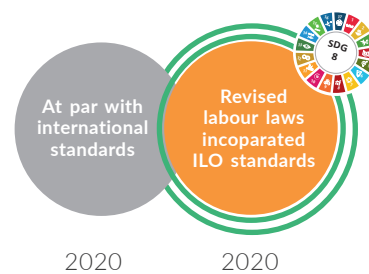 At par with
international
standards
Revised
labour laws
incoparated
ILO standards
SDG
8
2020
2020